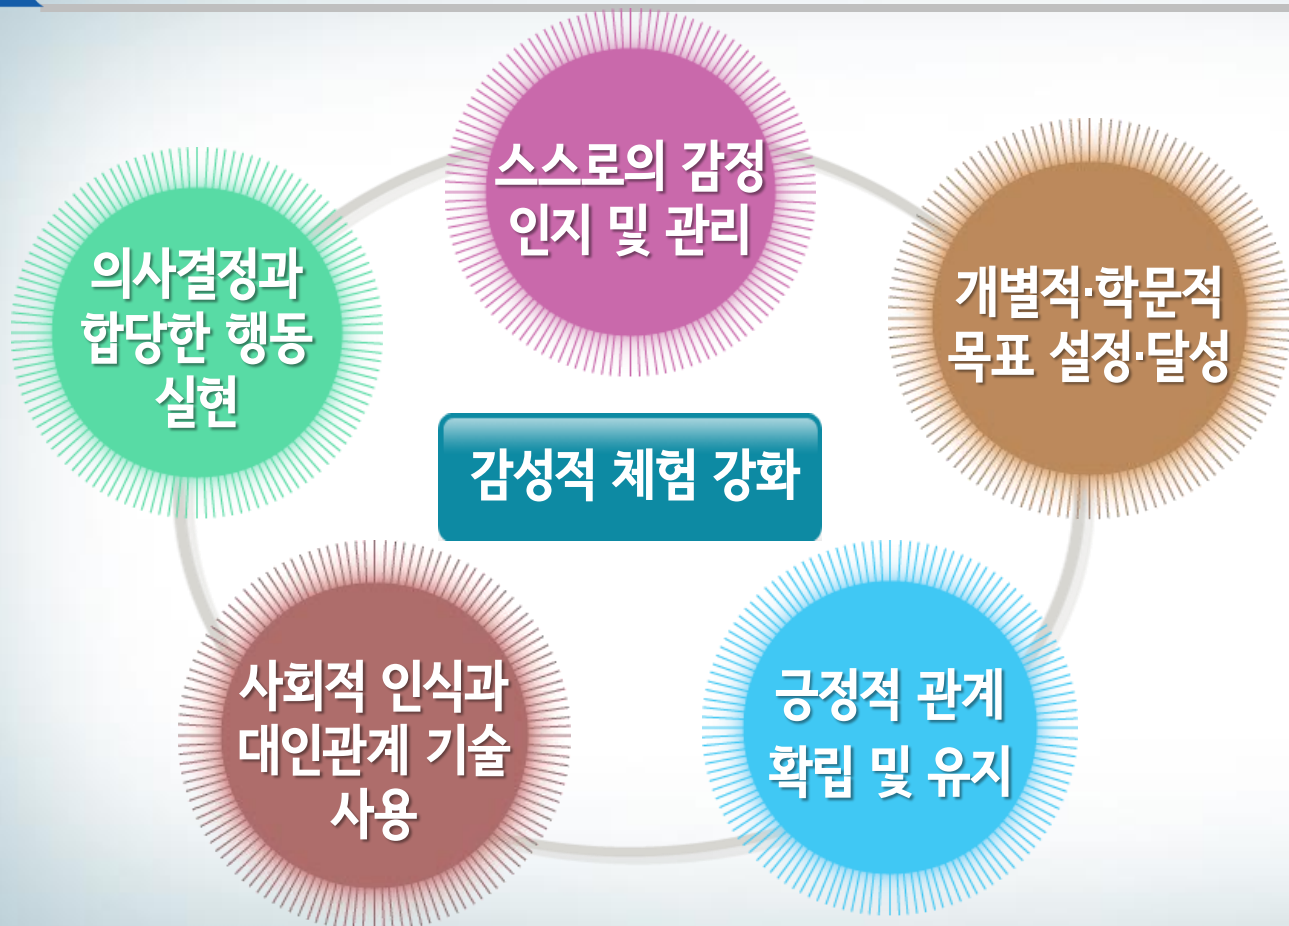 스스로의 감정
인지 및 관리
개별적·학문적
목표 설정·달성
긍정적 관계
확립 및 유지
사회적 인식과
대인관계 기술
사용
의사결정과
합당한 행동
실현
감성적 체험 강화